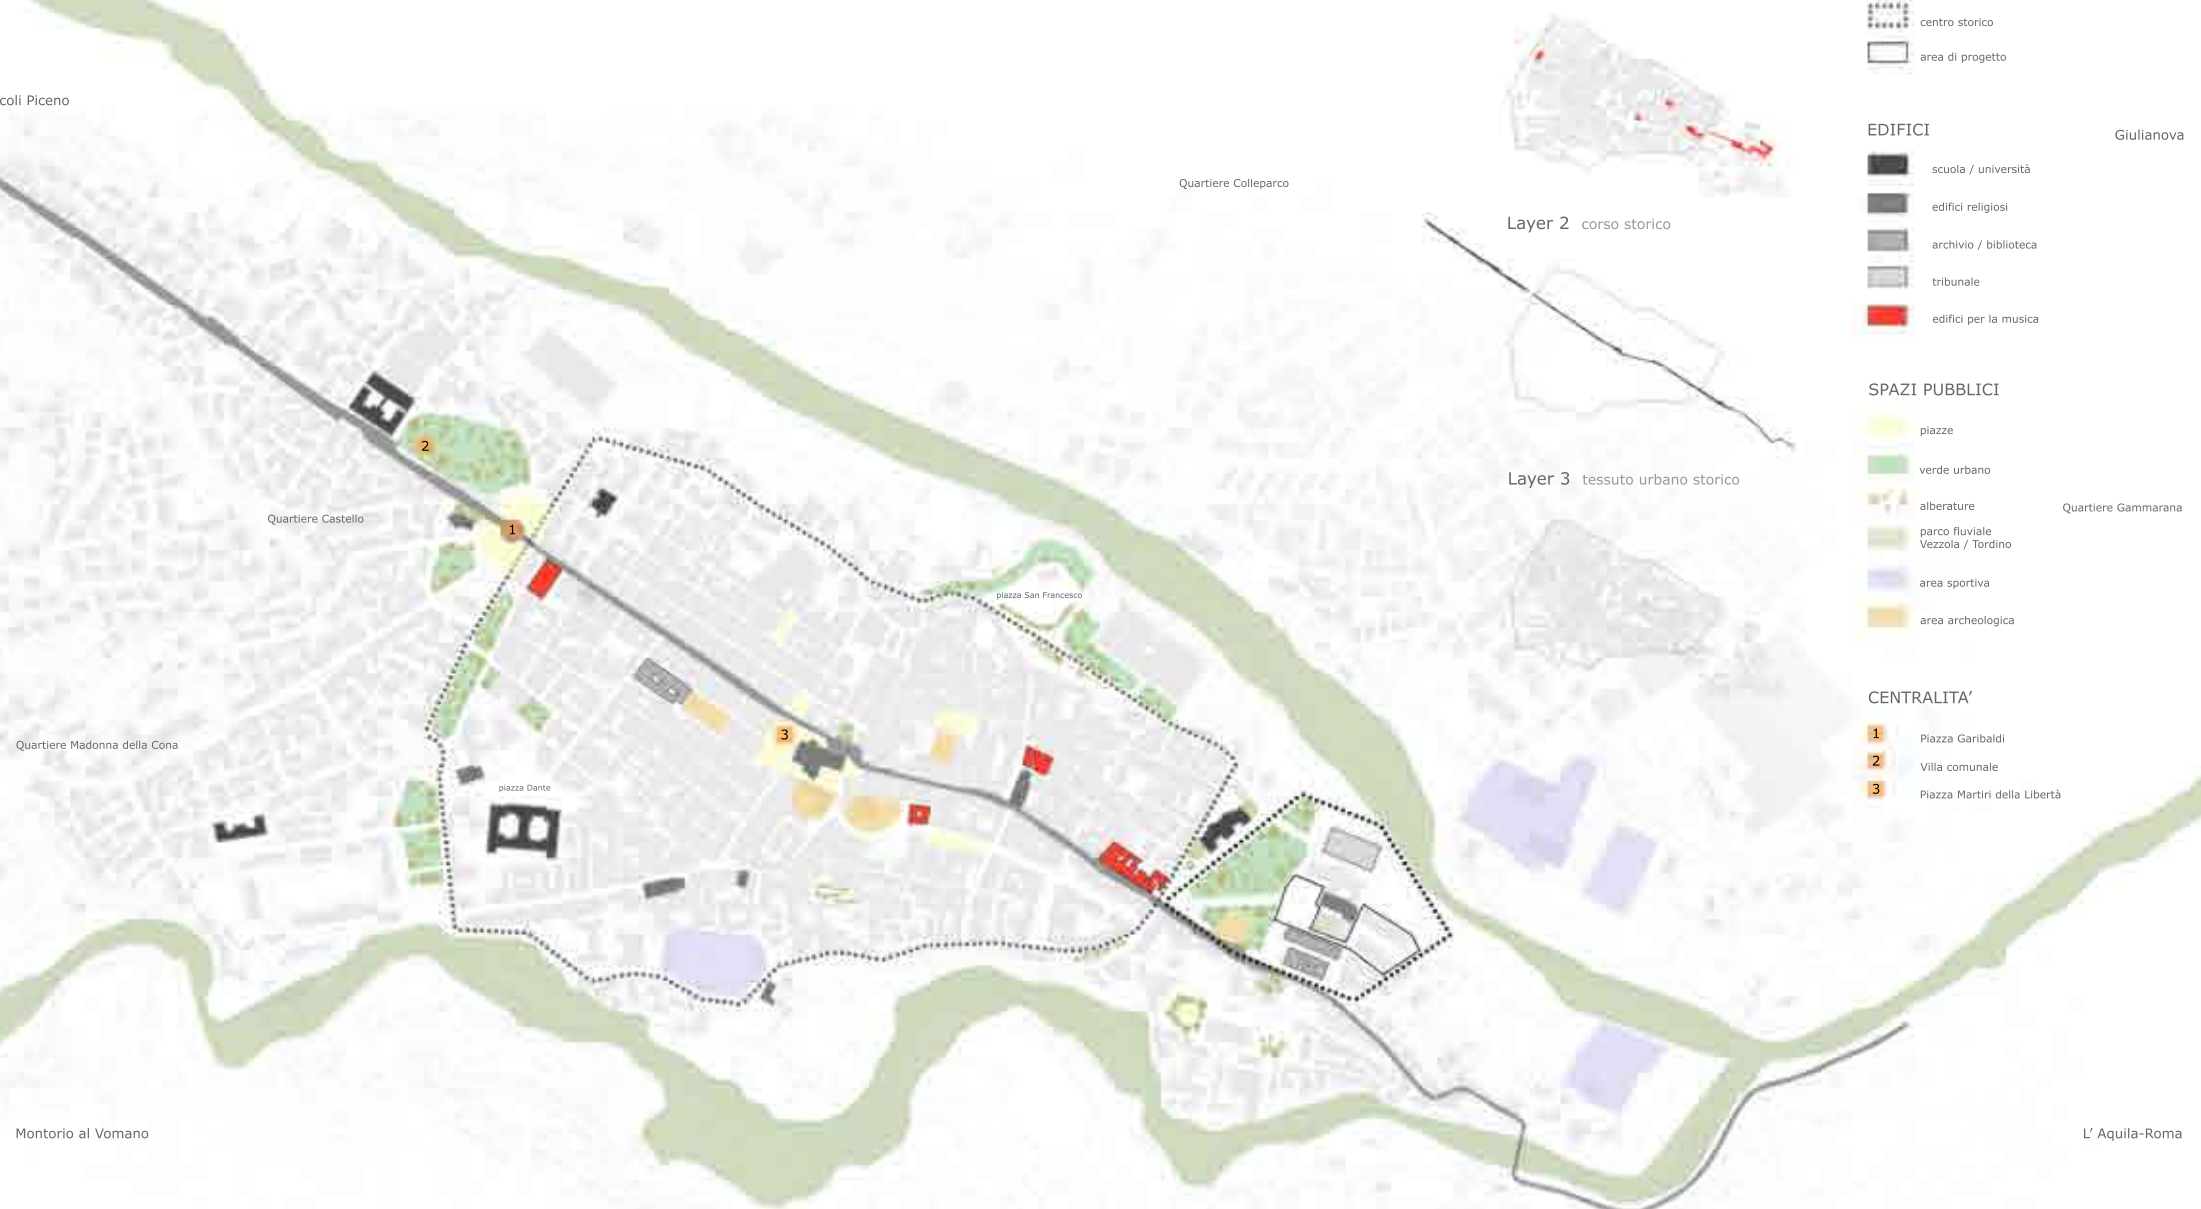 centro storico
area di progetto
coli Piceno
EDIFICI
Giulianova
scuola / università
Quartiere Colleparco
edifici religiosi
Layer 2 corso storico
archivio / biblioteca
tribunale
edifici per la musica
SPAZI PUBBLICI
piazze
2
verde urbano
Layer 3 tessuto urbano storico
alberature
Quartiere Gammarana
Quartiere Castello
1
parco fluviale
Vezzola / Tordino
area sportiva
piazza San Francesco
area archeologica
CENTRALITA’
3
1 Piazza Garibaldi
Quartiere Madonna della Cona
2 Villa comunale
piazza Dante
3 Piazza Martiri della Libertà
Montorio al Vomano
L’ Aquila-Roma